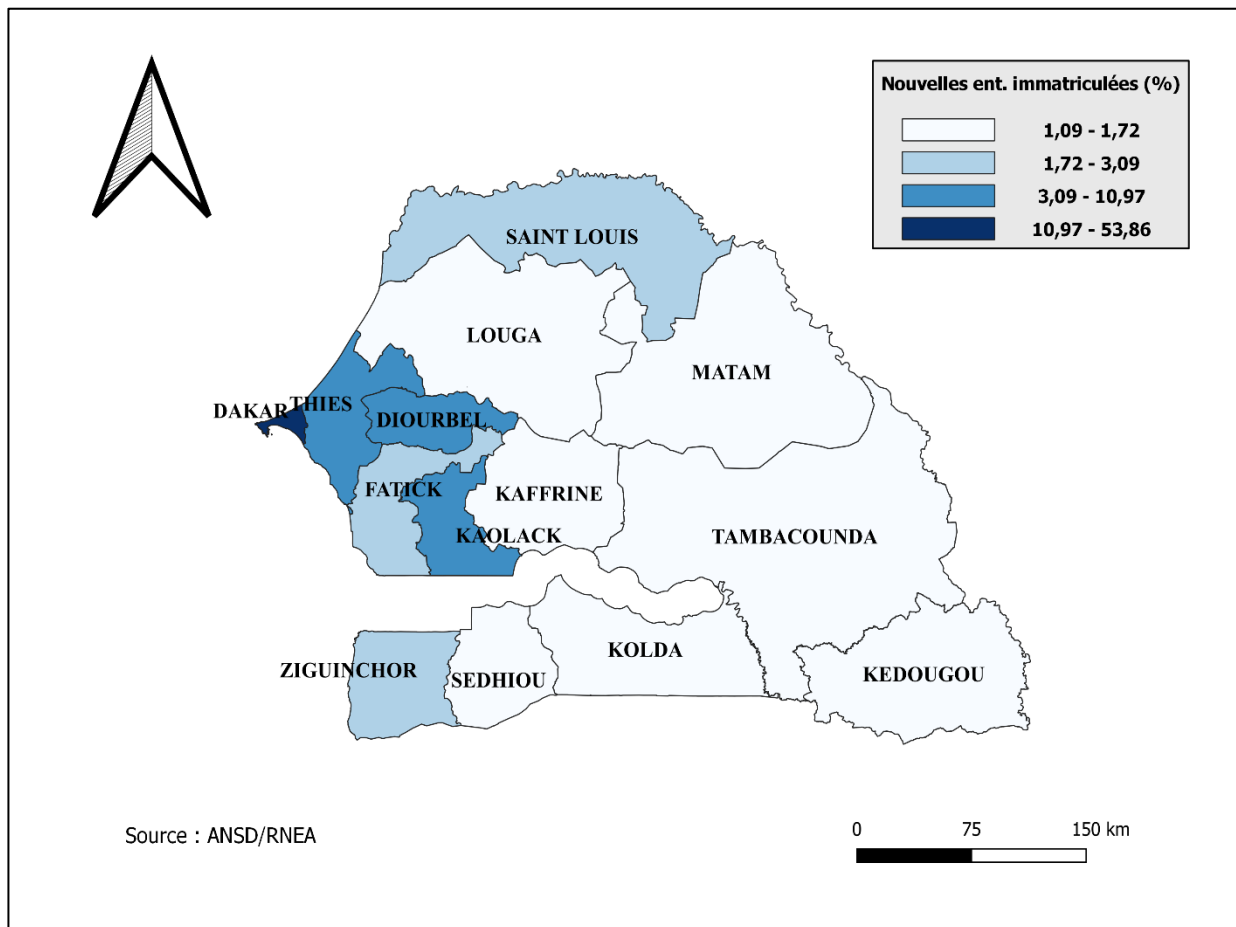 Nouvelles ent. immatriculées (%)
1,09 - 1,72
1,72 - 3,09
3,09 - 10,97
10,97 - 53,86
SAINT LOUIS
LOUGA
MATAM
DAKAR
THIES
DIOURBEL
FATICK
KAFFRINE
KAOLACK
TAMBACOUNDA
ZIGUINCHOR
SEDHIOU
KOLDA
KEDOUGOU
Source : ANSD/RNEA
0 75 150 km